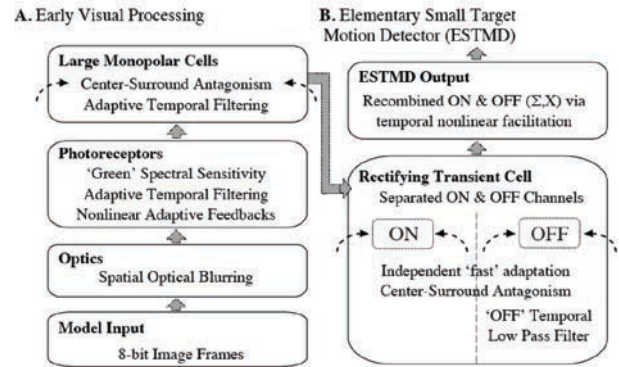 A. Early Visual Processing
Large Monopolar Cells
Center-Surround Antagonism
Adaptive Temporal Filtering
Photoreceptors
'Green' Spectral Sensitivity
Adaptive Temporal Filtering
Nonlinear Adaptive Feedbacks
Optics
Spatial Optical Blurring
Model Input
8-bit Image Frames
B. Elementary Small Target
Motion Detector (ESTMD)
ESTMD Output
Recombined ON & OFF (Σ,X) via
temporal nonlinear facilitation
Rectifying Transient Cell
Separated ON & OFF Channels
ON OFF
Independent 'fast' adaptation
Center-Surround Antagonism
'OFF' Temporal
Low Pass Filter